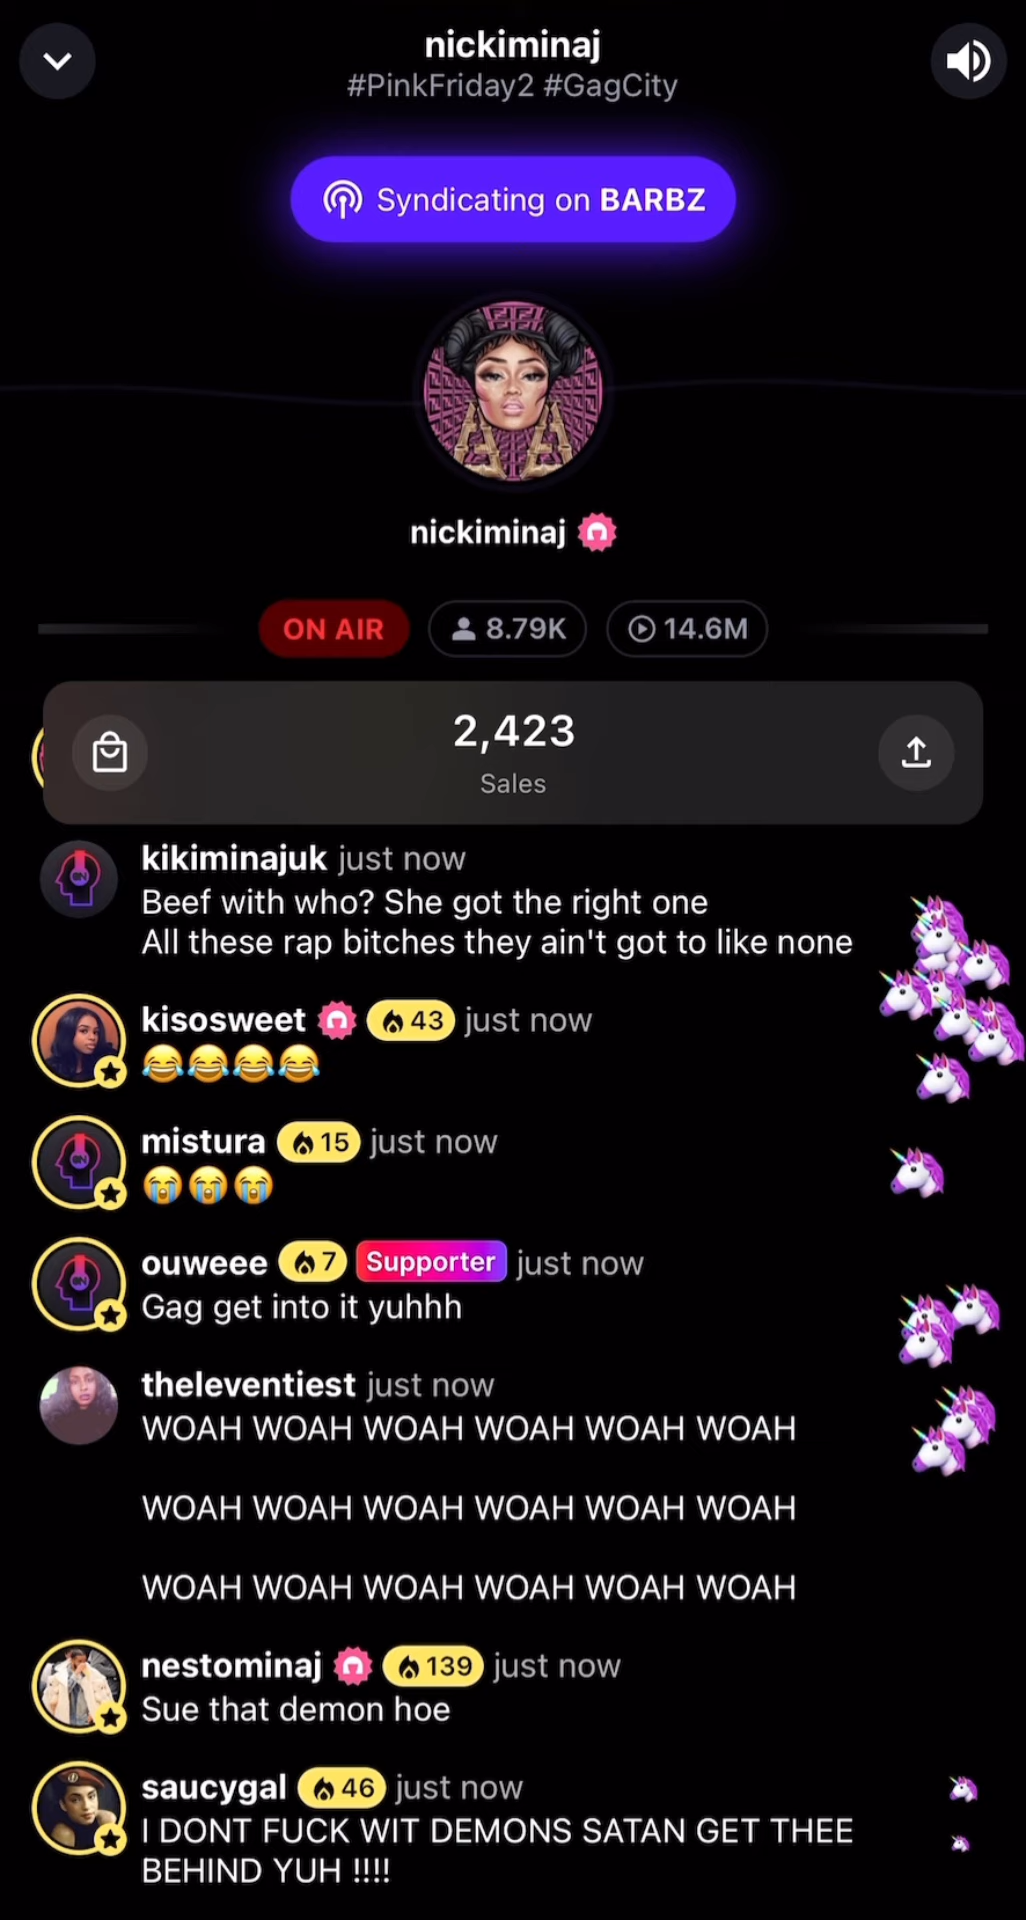 nickiminaj
#PinkFriday2 #GagCity
Syndicating on BARBZ
nickiminaj
ON AIR 8.79K 14.6M
2,423
Sales
kikiminajuk just now
Beef with who? She got the right one
All these rap bitches they ain't got to like none
kisosweet 43 just now
😂😂😂😂
mistura 15 just now
😭😭😭
ouweee 7 Supporter just now
Gag get into it yuhhh
theleventiest just now
WOAH WOAH WOAH WOAH WOAH WOAH
WOAH WOAH WOAH WOAH WOAH WOAH
WOAH WOAH WOAH WOAH WOAH WOAH
nestominaj 139 just now
Sue that demon hoe
saucygal 46 just now
I DONT FUCK WIT DEMONS SATAN GET THEE
BEHIND YUH !!!!